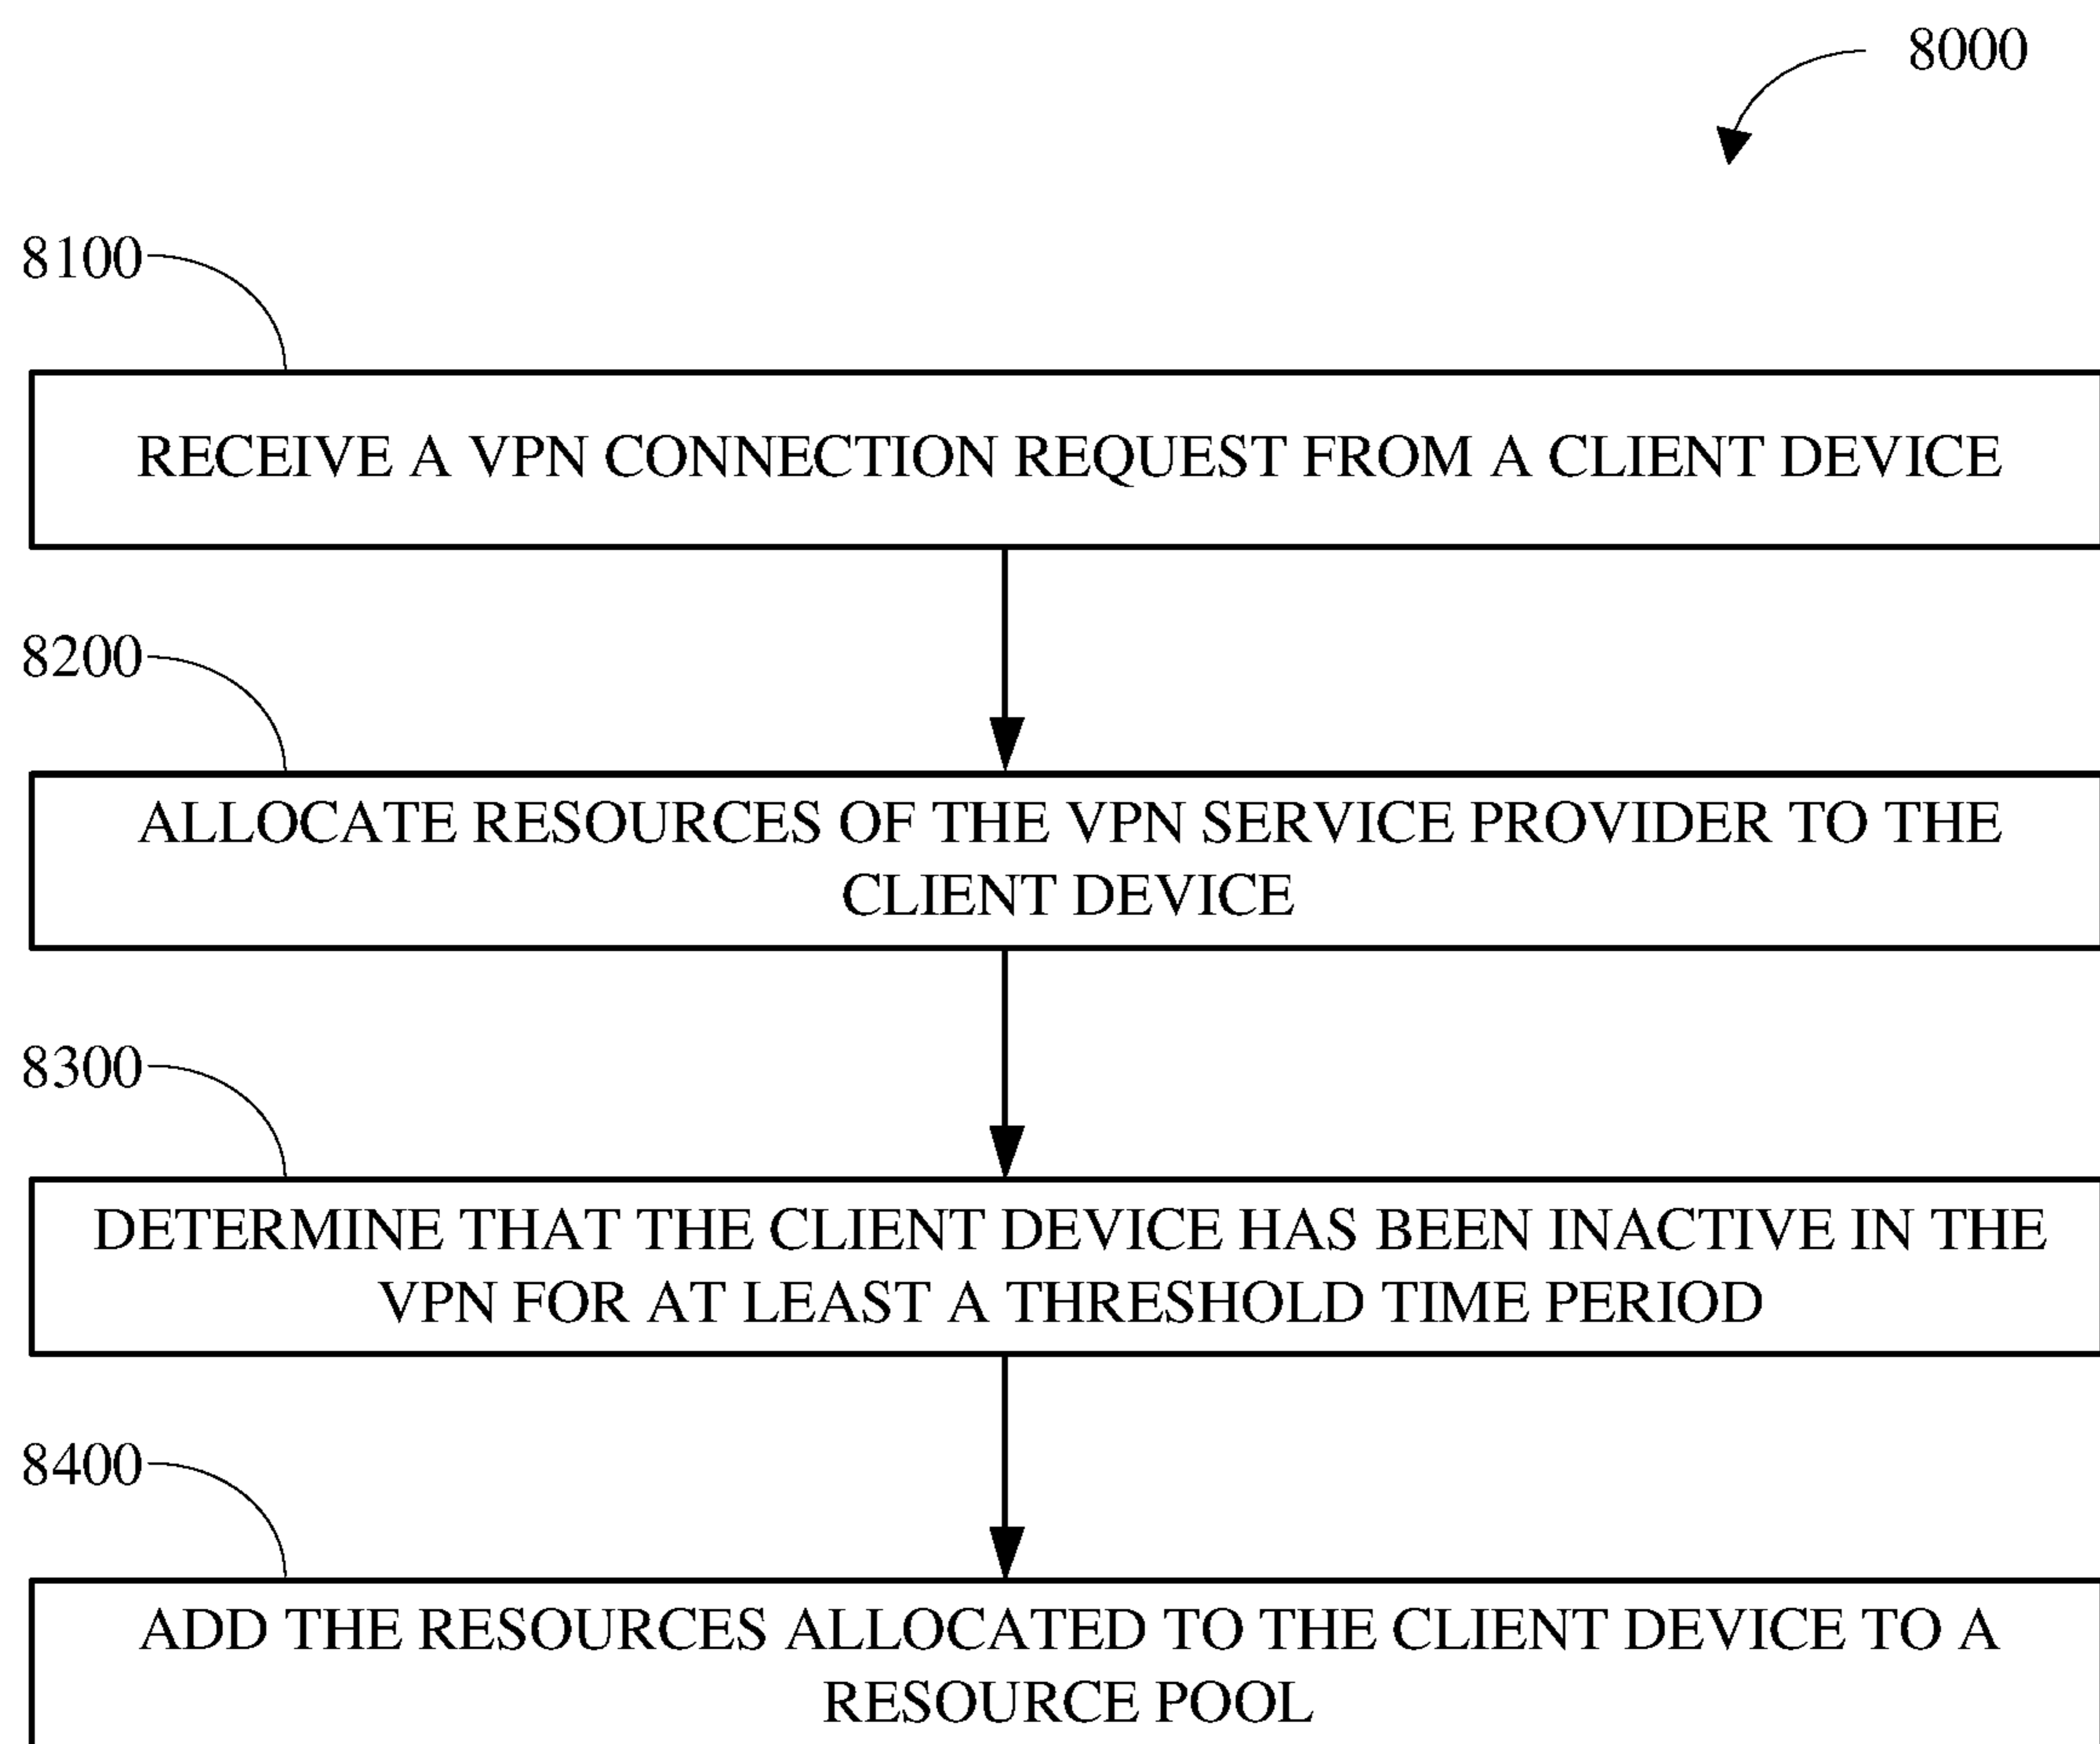 8000
8100
RECEIVE A VPN CONNECTION REQUEST FROM A CLIENT DEVICE
8200
ALLOCATE RESOURCES OF THE VPN SERVICE PROVIDER TO THE
CLIENT DEVICE
8300
DETERMINE THAT THE CLIENT DEVICE HAS BEEN INACTIVE IN THE
VPN FOR AT LEAST A THRESHOLD TIME PERIOD
8400
ADD THE RESOURCES ALLOCATED TO THE CLIENT DEVICE TO A
RESOURCE POOL